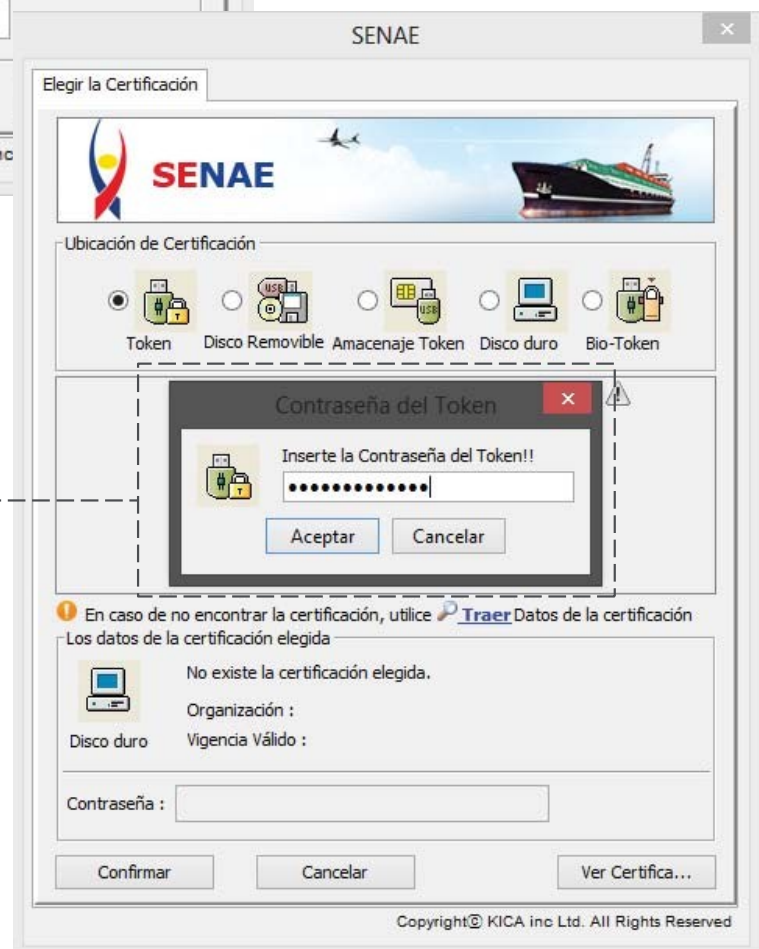 SENAE
Elegir la Certificación
SENAE
Ubicación de Certificación
Token
Disco Removible
Amacenaje Token
Disco duro
Bio-Token
Contraseña del Token
Inserte la Contraseña del Token!!
Aceptar
Cancelar
En caso de no encontrar la certificación, utilice Traer Datos de la certificación
Los datos de la certificación elegida
No existe la certificación elegida.
Organización :
Disco duro
Vigencia Válido :
Contraseña :
Confirmar
Cancelar
Ver Certifica...
Copyright© KICA inc Ltd. All Rights Reserved